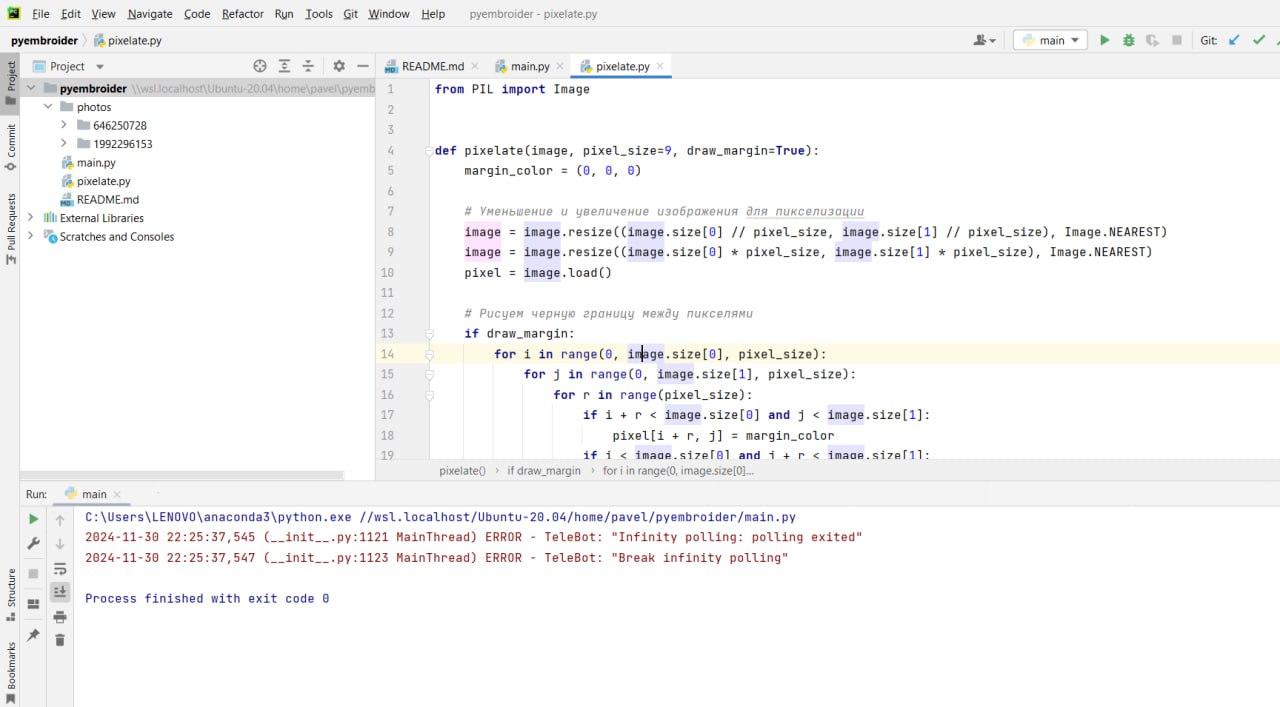 File Edit View Navigate Code Refactor Run Tools Git Window Help pyembroider - pixelate.py
pyembroider pixelate.py main Git:
Project
README.md main.py pixelate.py
pyembroider \\wsl.localhost\Ubuntu-20.04\home\pavel\pyemb
photos
646250728
1992296153
main.py
pixelate.py
README.md
External Libraries
Scratches and Consoles
Project
Commit
Pull Requests
1 from PIL import Image
2
3
4 def pixelate(image, pixel_size=9, draw_margin=True):
5 margin_color = (0, 0, 0)
6
7 # Уменьшение и увеличение изображения для пикселизации
8 image = image.resize((image.size[0] // pixel_size, image.size[1] // pixel_size), Image.NEAREST)
9 image = image.resize((image.size[0] * pixel_size, image.size[1] * pixel_size), Image.NEAREST)
10 pixel = image.load()
11
12 # Рисуем черную границу между пикселями
13 if draw_margin:
14 for i in range(0, image.size[0], pixel_size):
15 for j in range(0, image.size[1], pixel_size):
16 for r in range(pixel_size):
17 if i + r < image.size[0] and j < image.size[1]:
18 pixel[i + r, j] = margin_color
19 if i < image.size[0] and j + r < image.size[1]:
pixelate() › if draw_margin › for i in range(0, image.size[0]...
Run: main
C:\Users\LENOVO\anaconda3\python.exe //wsl.localhost/Ubuntu-20.04/home/pavel/pyembroider/main.py
2024-11-30 22:25:37,545 (__init__.py:1121 MainThread) ERROR - TeleBot: "Infinity polling: polling exited"
2024-11-30 22:25:37,547 (__init__.py:1123 MainThread) ERROR - TeleBot: "Break infinity polling"
Process finished with exit code 0
Structure
Bookmarks